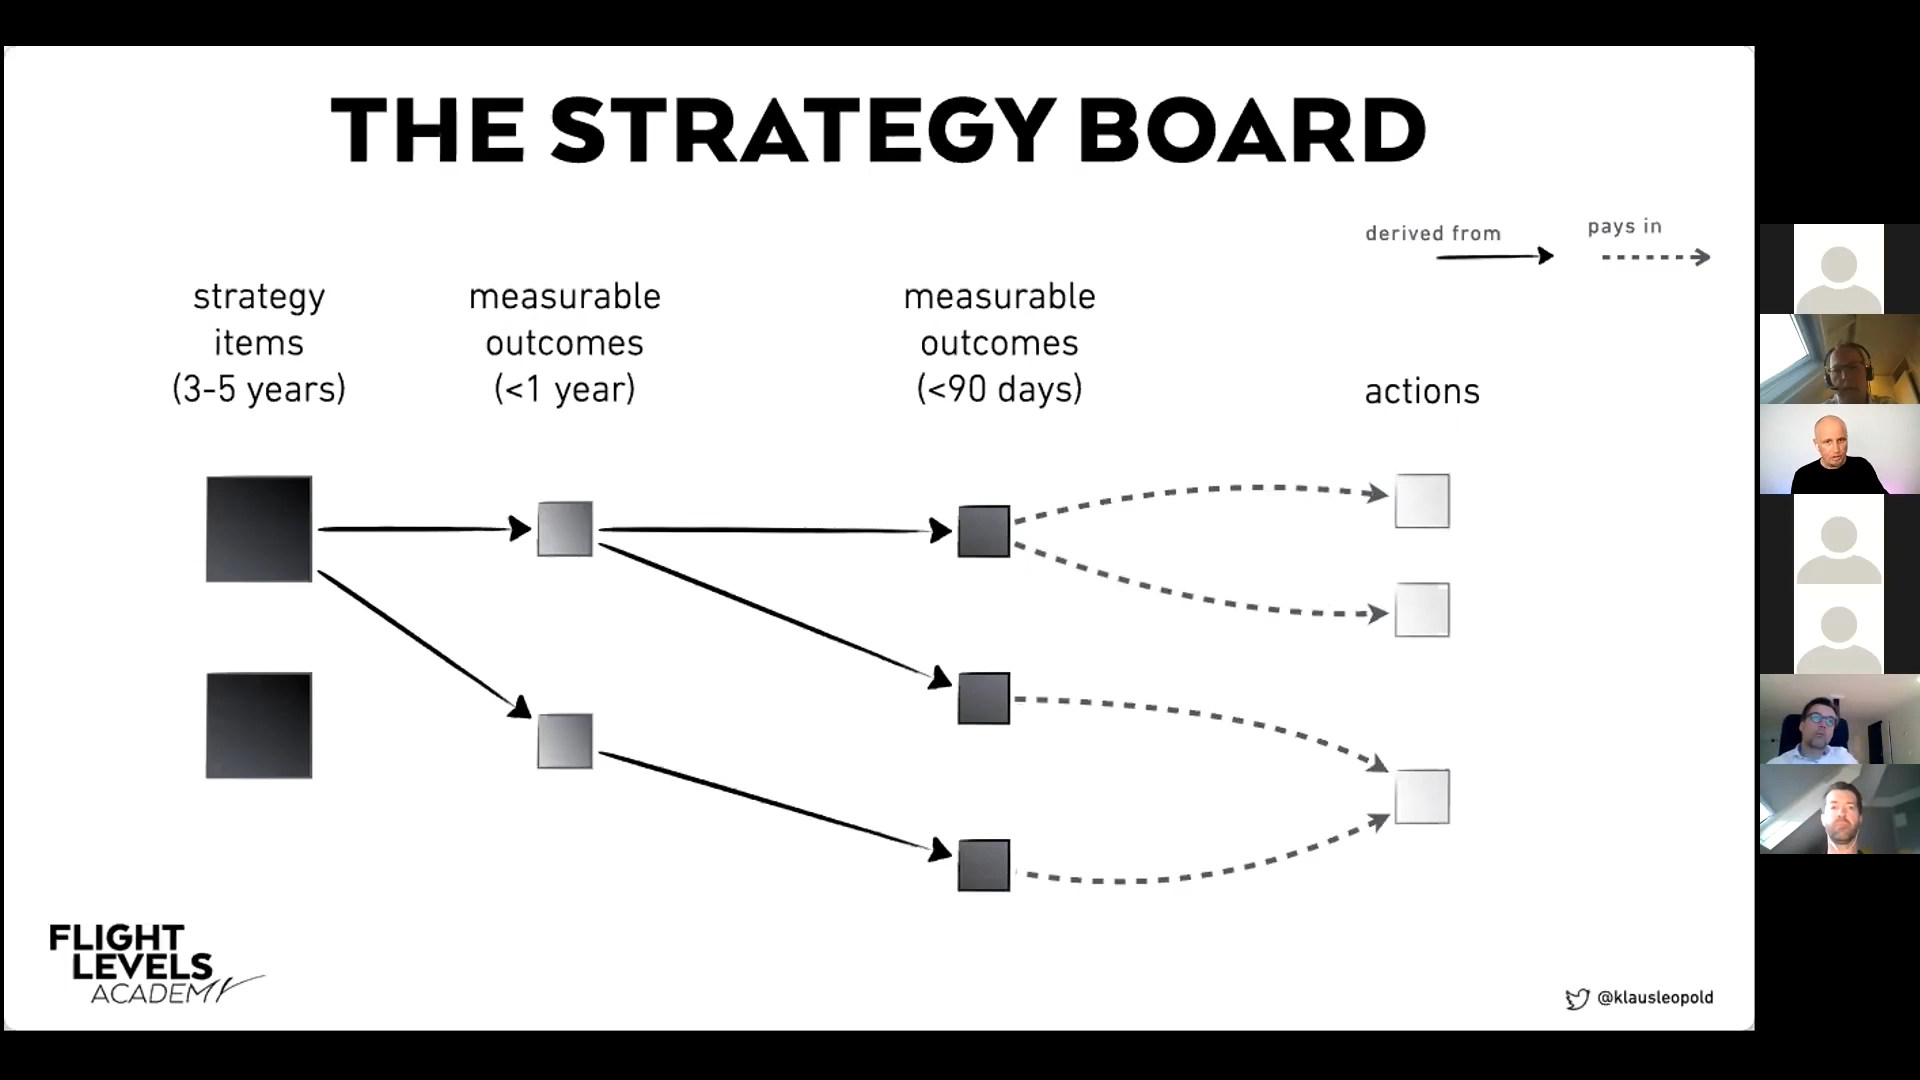 THE STRATEGY BOARD
derived from
pays in
strategy
items
(3-5 years)
measurable
outcomes
(<1 year)
measurable
outcomes
(<90 days)
actions
FLIGHT
LEVELS
ACADEMY
@klausleopold